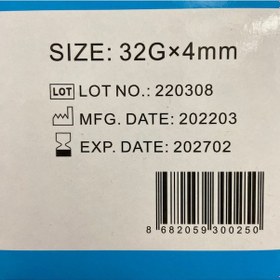 SIZE: 32G×4mm
LOT LOT NO.: 220308
MFG. DATE: 202203
EXP. DATE: 202702
8 682059 300250